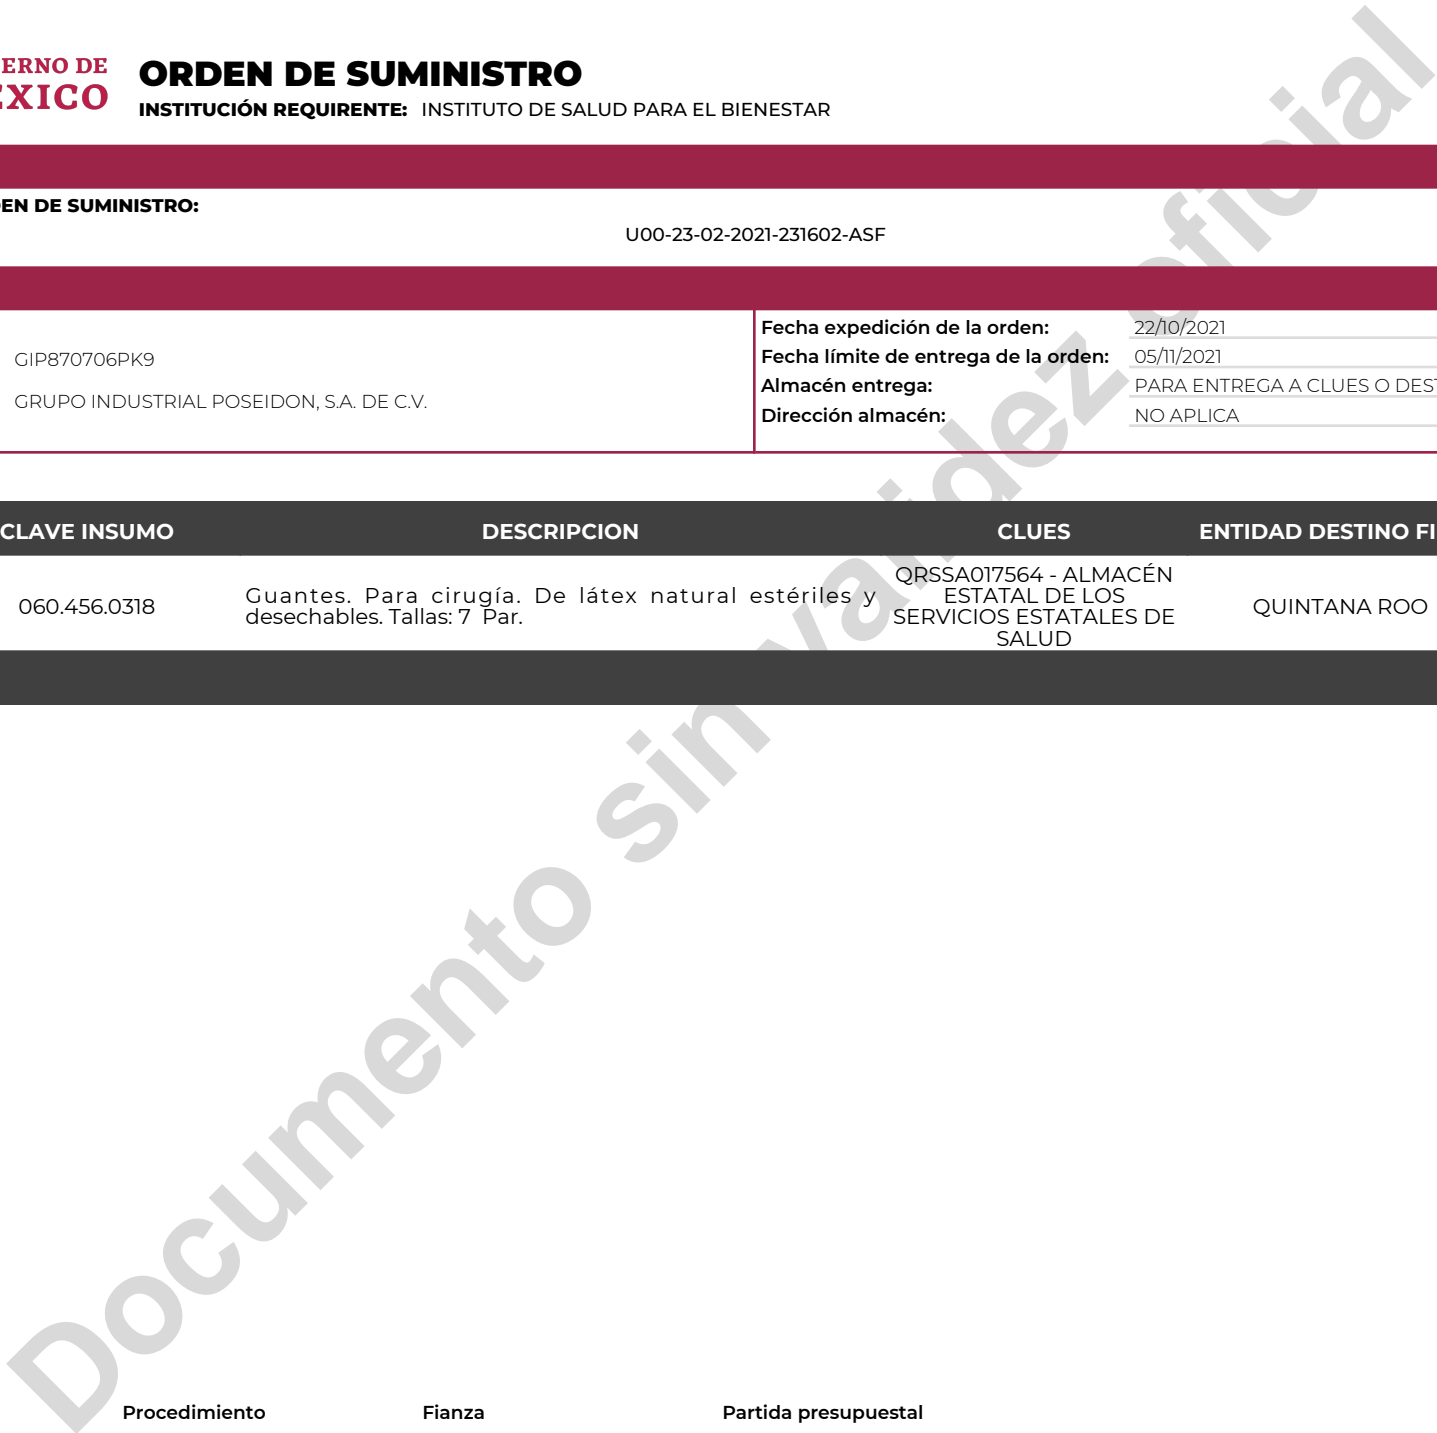 ERNO DE
EXICO
ORDEN DE SUMINISTRO
INSTITUCIÓN REQUIRENTE: INSTITUTO DE SALUD PARA EL BIENESTAR
EN DE SUMINISTRO:
U00-23-02-2021-231602-ASF
GIP870706PK9
GRUPO INDUSTRIAL POSEIDON, S.A. DE C.V.
Fecha expedición de la orden: 22/10/2021
Fecha límite de entrega de la orden: 05/11/2021
Almacén entrega: PARA ENTREGA A CLUES O DEST
Dirección almacén: NO APLICA
CLAVE INSUMO DESCRIPCION CLUES ENTIDAD DESTINO FI
060.456.0318
Guantes. Para cirugía. De látex natural estériles y
desechables. Tallas: 7 Par.
QRSSA017564 - ALMACÉN
ESTATAL DE LOS
SERVICIOS ESTATALES DE
SALUD
QUINTANA ROO
Documento sin validez oficial
Procedimiento Fianza Partida presupuestal